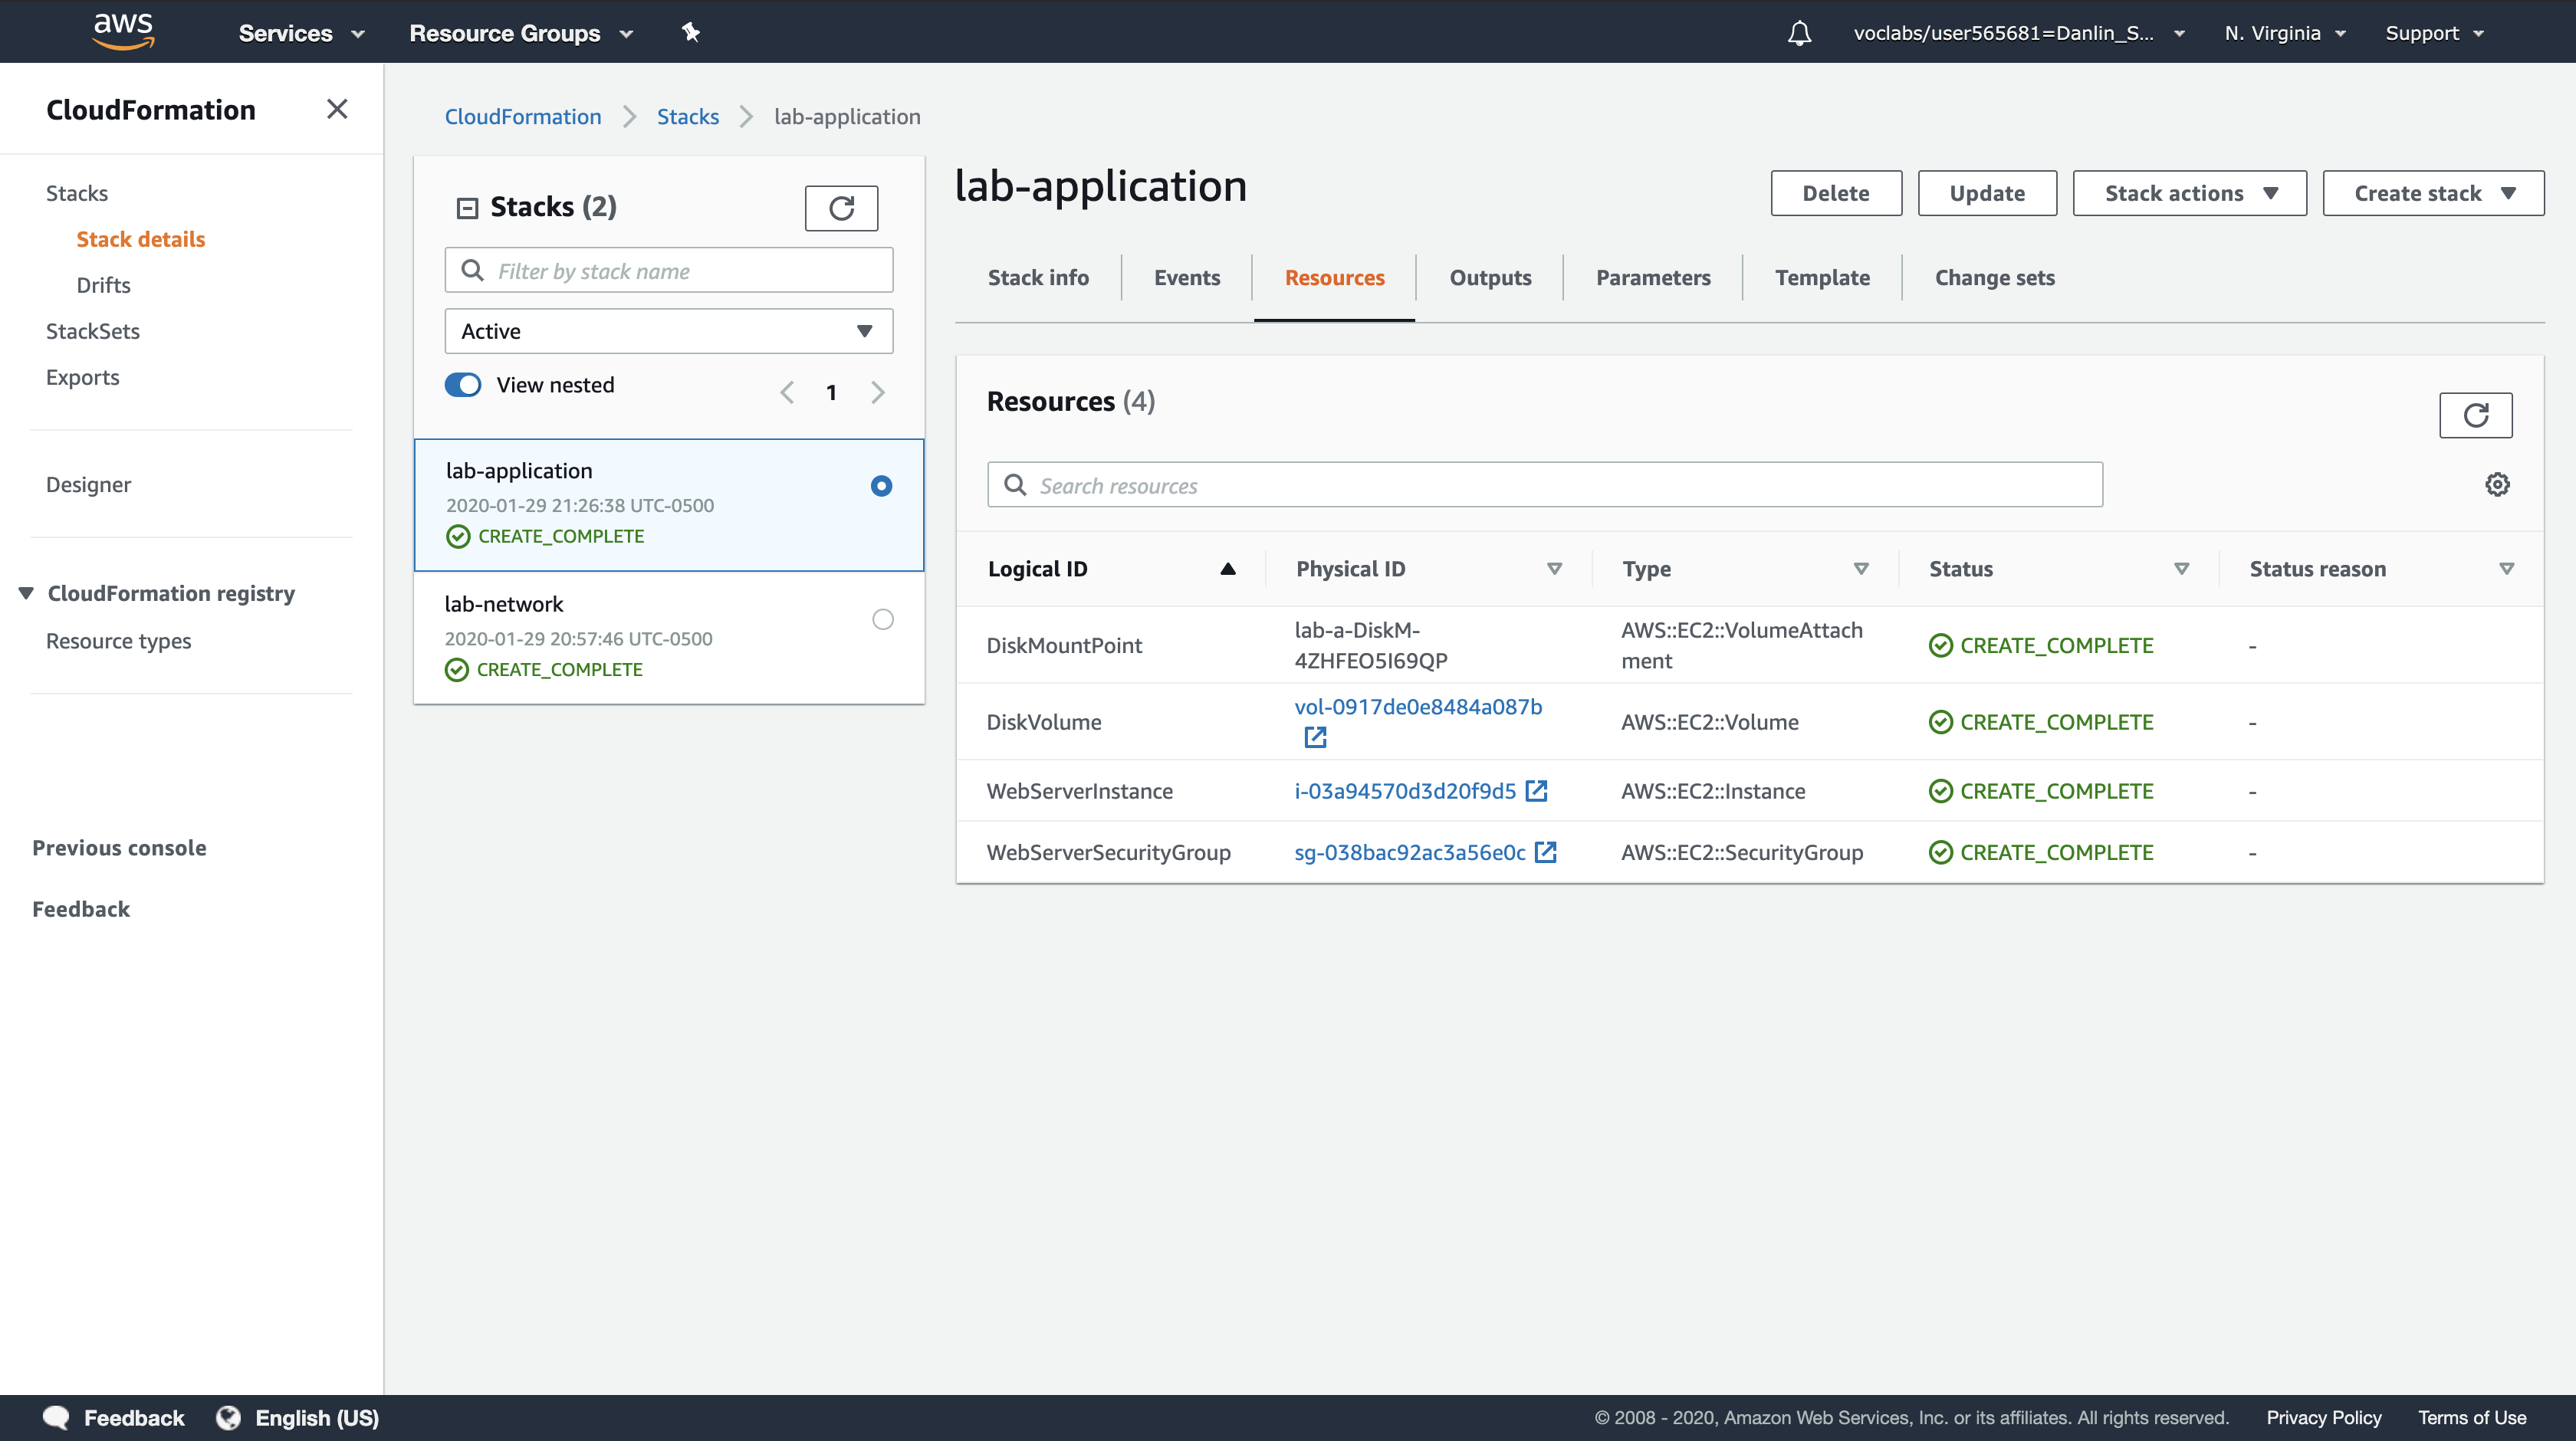 aws
Services
Resource Groups
voclabs/user565681=Danlin_S...
N. Virginia
Support
CloudFormation
Stacks
Stack details
Drifts
StackSets
Exports
Designer
CloudFormation registry
Resource types
Previous console
Feedback
CloudFormation
Stacks
lab-application
Stacks (2)
Filter by stack name
Active
View nested
1
lab-application
2020-01-29 21:26:38 UTC-0500
CREATE_COMPLETE
lab-network
2020-01-29 20:57:46 UTC-0500
CREATE_COMPLETE
lab-application
Delete
Update
Stack actions
Create stack
Stack info
Events
Resources
Outputs
Parameters
Template
Change sets
Resources (4)
Search resources
Logical ID
Physical ID
Type
Status
Status reason
DiskMountPoint
lab-a-DiskM-
4ZHFEO5I69QP
AWS::EC2::VolumeAttach
ment
CREATE_COMPLETE
-
DiskVolume
vol-0917de0e8484a087b
AWS::EC2::Volume
CREATE_COMPLETE
-
WebServerInstance
i-03a94570d3d20f9d5
AWS::EC2::Instance
CREATE_COMPLETE
-
WebServerSecurityGroup
sg-038bac92ac3a56e0c
AWS::EC2::SecurityGroup
CREATE_COMPLETE
-
Feedback
English (US)
© 2008 - 2020, Amazon Web Services, Inc. or its affiliates. All rights reserved.
Privacy Policy
Terms of Use